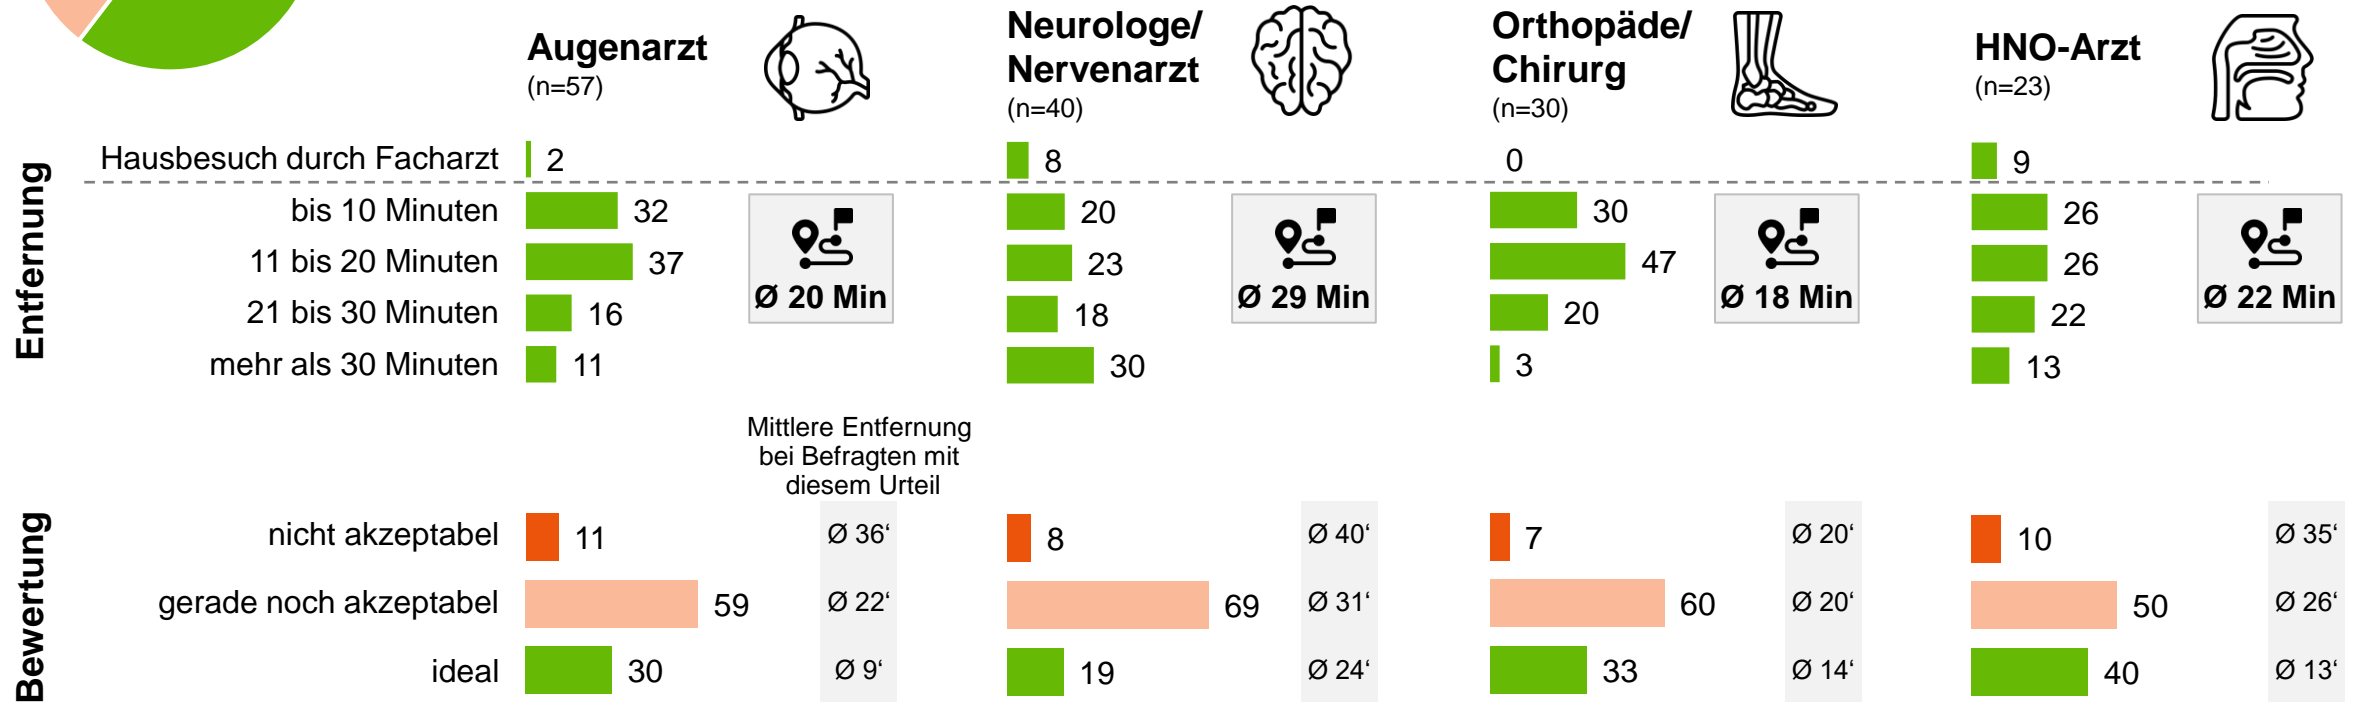 Augenarzt
(n=57)
Neurologe/
Nervenarzt
(n=40)
Orthopäde/
Chirurg
(n=30)
HNO-Arzt
(n=23)
Entfernung
Hausbesuch durch Facharzt 2 8 0 9
bis 10 Minuten 32 20 30 26
11 bis 20 Minuten 37 23 47 26
21 bis 30 Minuten 16 18 20 22
mehr als 30 Minuten 11 30 3 13
Ø 20 Min Ø 29 Min Ø 18 Min Ø 22 Min
Mittlere Entfernung
bei Befragten mit
diesem Urteil
Bewertung
nicht akzeptabel 11 Ø 36‘ 8 Ø 40‘ 7 Ø 20‘ 10 Ø 35‘
gerade noch akzeptabel 59 Ø 22‘ 69 Ø 31‘ 60 Ø 20‘ 50 Ø 26‘
ideal 30 Ø 9‘ 19 Ø 24‘ 33 Ø 14‘ 40 Ø 13‘